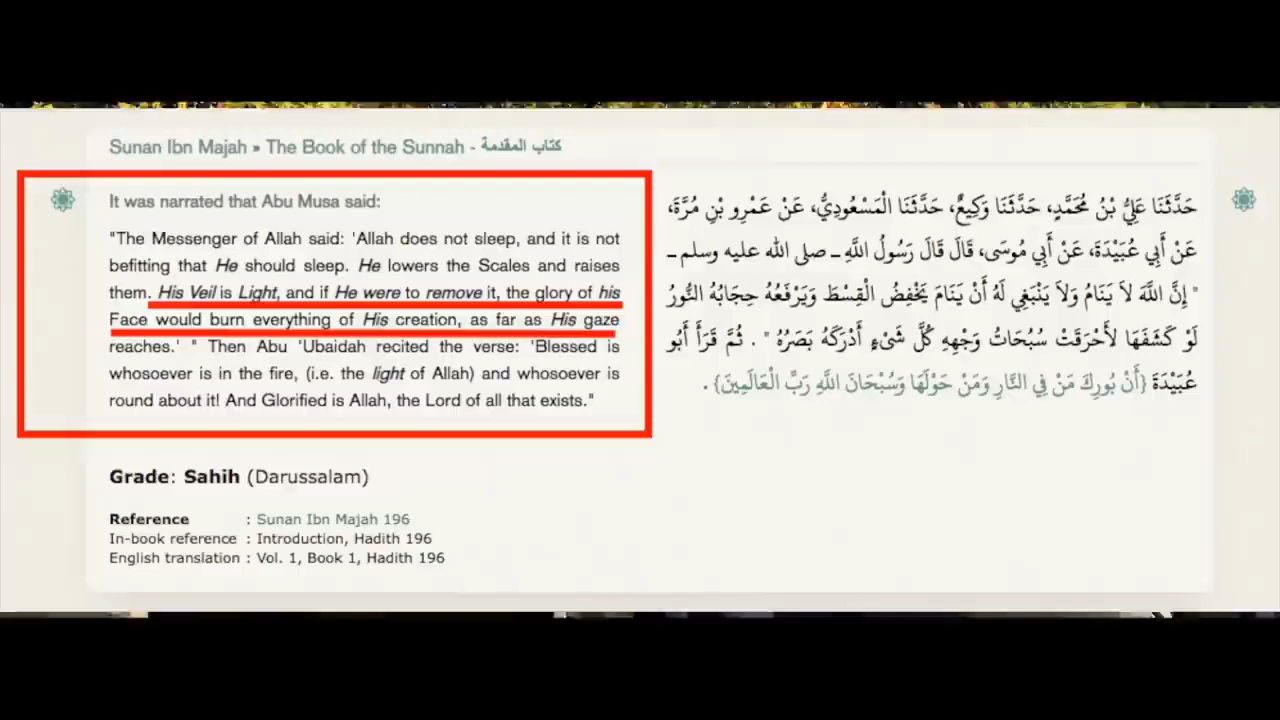 Sunan Ibn Majah » The Book of the Sunnah - كتاب المقدمة
It was narrated that Abu Musa said:
"The Messenger of Allah said: 'Allah does not sleep, and it is not
befitting that He should sleep. He lowers the Scales and raises
them. His Veil is Light, and if He were to remove it, the glory of his
Face would burn everything of His creation, as far as His gaze
reaches.' " Then Abu 'Ubaidah recited the verse: 'Blessed is
whosoever is in the fire, (i.e. the light of Allah) and whosoever is
round about it! And Glorified is Allah, the Lord of all that exists."
حَدَّثَنَا عَلِيُّ بْنُ مُحَمَّدٍ، حَدَّثَنَا وَكِيعٌ، حَدَّثَنَا الْمَسْعُودِيُّ، عَنْ عَمْرِو بْنِ مُرَّةَ،
عَنْ أَبِي عُبَيْدَةَ، عَنْ أَبِي مُوسَى، قَالَ قَالَ رَسُولُ اللَّهِ ـ صلى الله عليه وسلم ـ
" إِنَّ اللَّهَ لاَ يَنَامُ وَلاَ يَنْبَغِي لَهُ أَنْ يَنَامَ يَخْفِضُ الْقِسْطَ وَيَرْفَعُهُ حِجَابُهُ النُّورُ
لَوْ كَشَفَهَا لأَحْرَقَتْ سُبُحَاتُ وَجْهِهِ كُلَّ شَىْءٍ أَدْرَكَهُ بَصَرُهُ " . ثُمَّ قَرَأَ أَبُو
عُبَيْدَةَ {أَنْ بُورِكَ مَنْ فِي النَّارِ وَمَنْ حَوْلَهَا وَسُبْحَانَ اللَّهِ رَبِّ الْعَالَمِينَ} .
Grade: Sahih (Darussalam)
Reference : Sunan Ibn Majah 196
In-book reference : Introduction, Hadith 196
English translation : Vol. 1, Book 1, Hadith 196